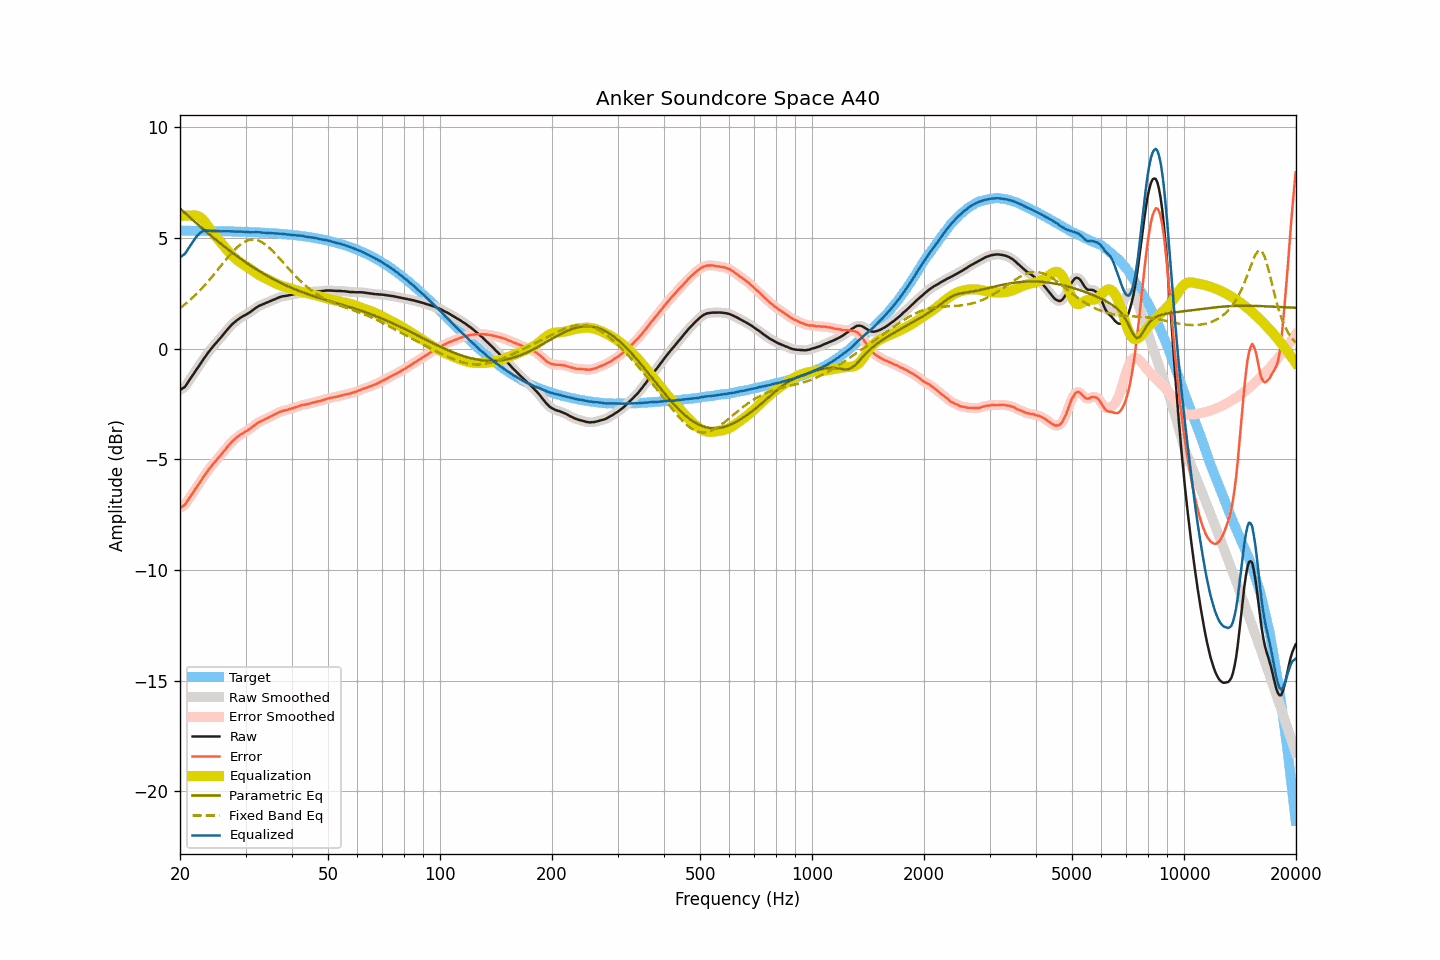 Anker Soundcore Space A40
Amplitude (dBr)
10
5
0
−5
−10
−15
−20
Target
Raw Smoothed
Error Smoothed
Raw
Error
Equalization
Parametric Eq
Fixed Band Eq
Equalized
20 50 100 200 500 1000 2000 5000 10000 20000
Frequency (Hz)